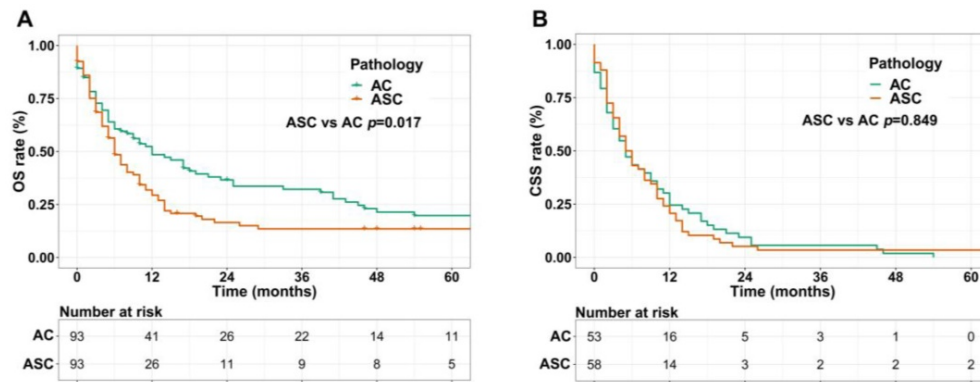 A
1.00
0.75
0.50
0.25
0.00
OS rate (%)
Pathology
AC
ASC
ASC vs AC p=0.017
0 12 24 36 48 60
Time (months)
Number at risk
AC 93 41 26 22 14 11
ASC 93 26 11 9 8 5
B
1.00
0.75
0.50
0.25
0.00
CSS rate (%)
Pathology
AC
ASC
ASC vs AC p=0.849
0 12 24 36 48 60
Time (months)
Number at risk
AC 53 16 5 3 1 0
ASC 58 14 3 2 2 2